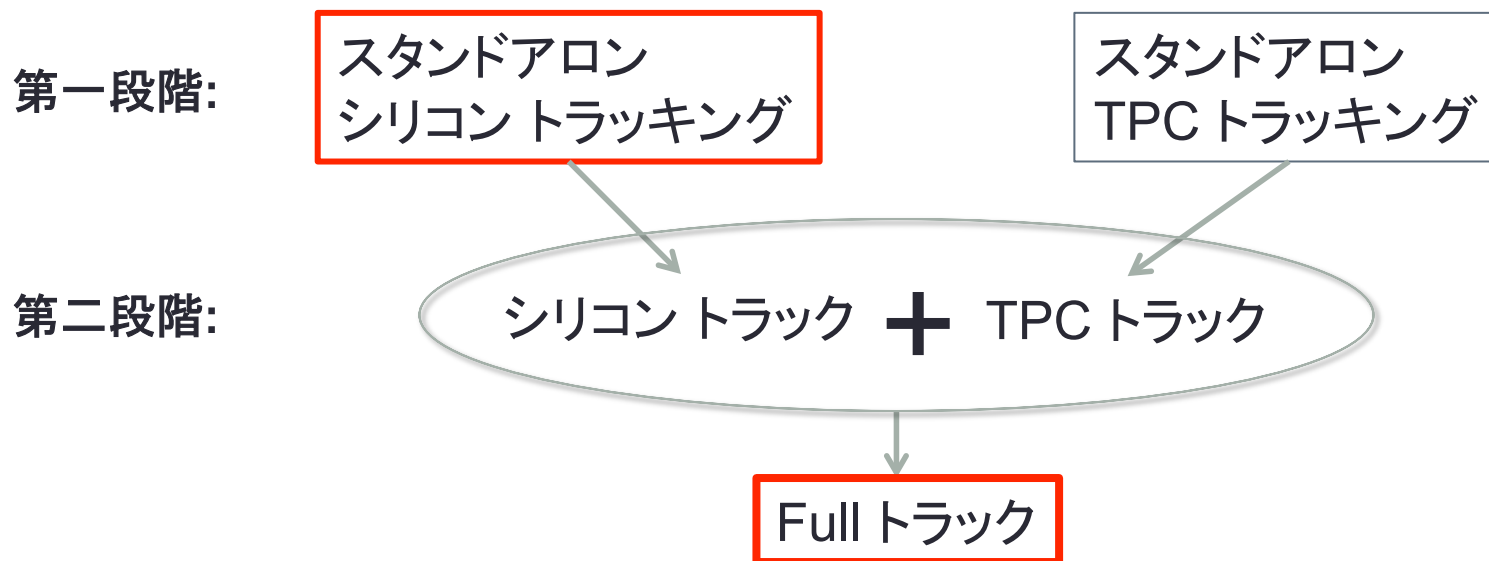 第一段階:
スタンドアロン
シリコン トラッキング
スタンドアロン
TPC トラッキング
第二段階:
シリコン トラック + TPC トラック
Full トラック